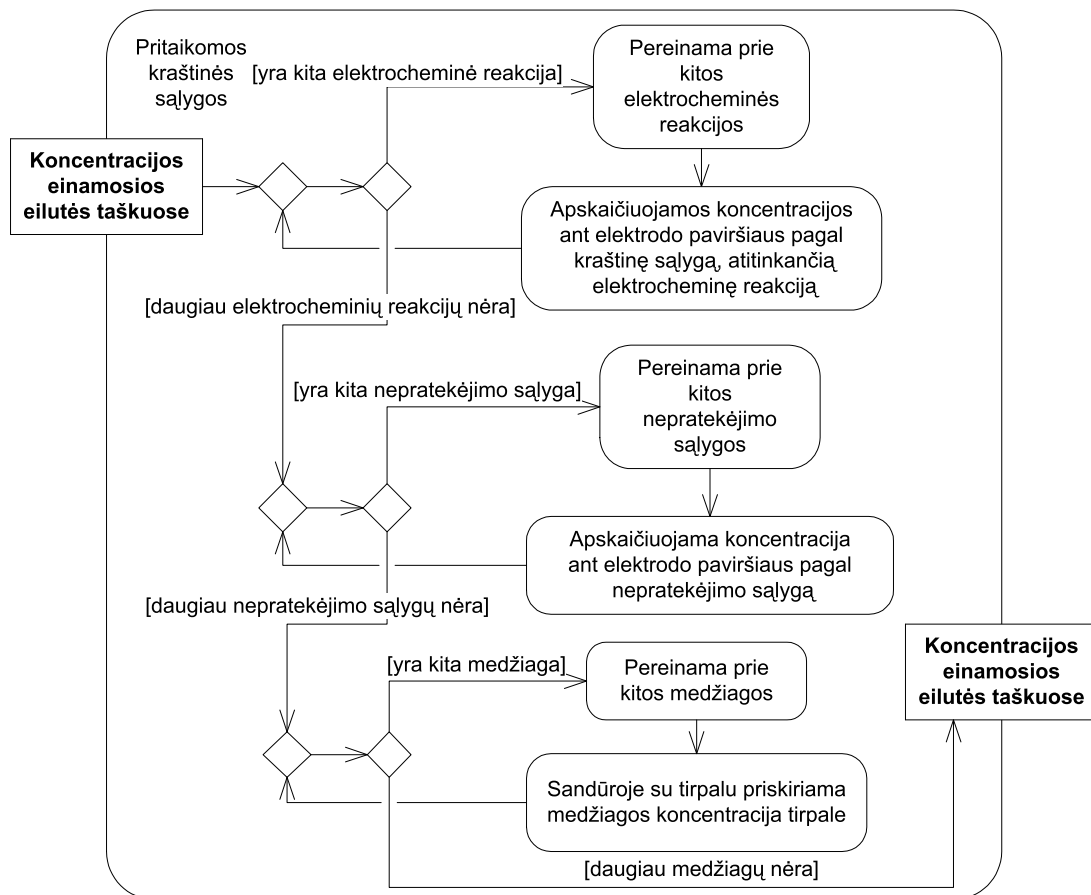 Pritaikomos
kraštinės
sąlygos
[yra kita elektrocheminė reakcija]
Pereinama prie
kitos
elektrocheminės
reakcijos
Koncentracijos
einamosios
eilutės taškuose
Apskaičiuojamos koncentracijos
ant elektrodo paviršiaus pagal
kraštinę sąlygą, atitinkančią
elektrocheminę reakciją
[daugiau elektrocheminių reakcijų nėra]
[yra kita nepratekėjimo sąlyga]
Pereinama prie
kitos
nepratekėjimo
sąlygos
Apskaičiuojama koncentracija
ant elektrodo paviršiaus pagal
nepratekėjimo sąlygą
[daugiau nepratekėjimo sąlygų nėra]
[yra kita medžiaga]
Pereinama prie
kitos medžiagos
Koncentracijos
einamosios
eilutės taškuose
Sandūroje su tirpalu priskiriama
medžiagos koncentracija tirpale
[daugiau medžiagų nėra]